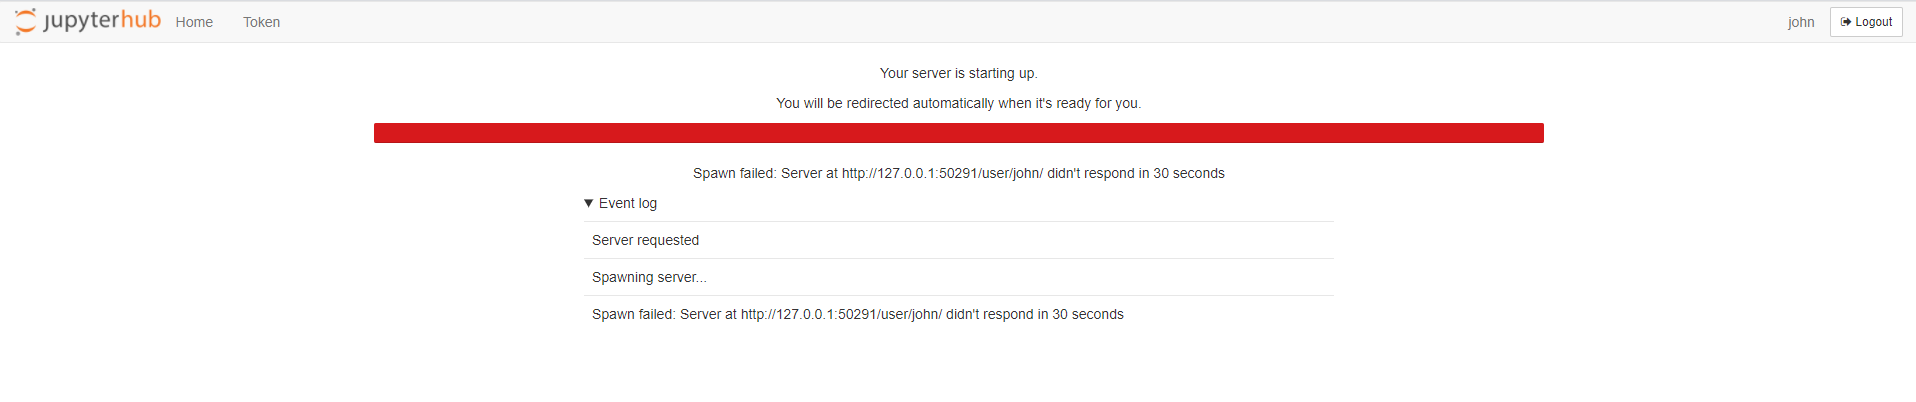 jupyterhub Home Token john Logout
Your server is starting up.
You will be redirected automatically when it's ready for you.
Spawn failed: Server at http://127.0.0.1:50291/user/john/ didn't respond in 30 seconds
▼ Event log
Server requested
Spawning server...
Spawn failed: Server at http://127.0.0.1:50291/user/john/ didn't respond in 30 seconds